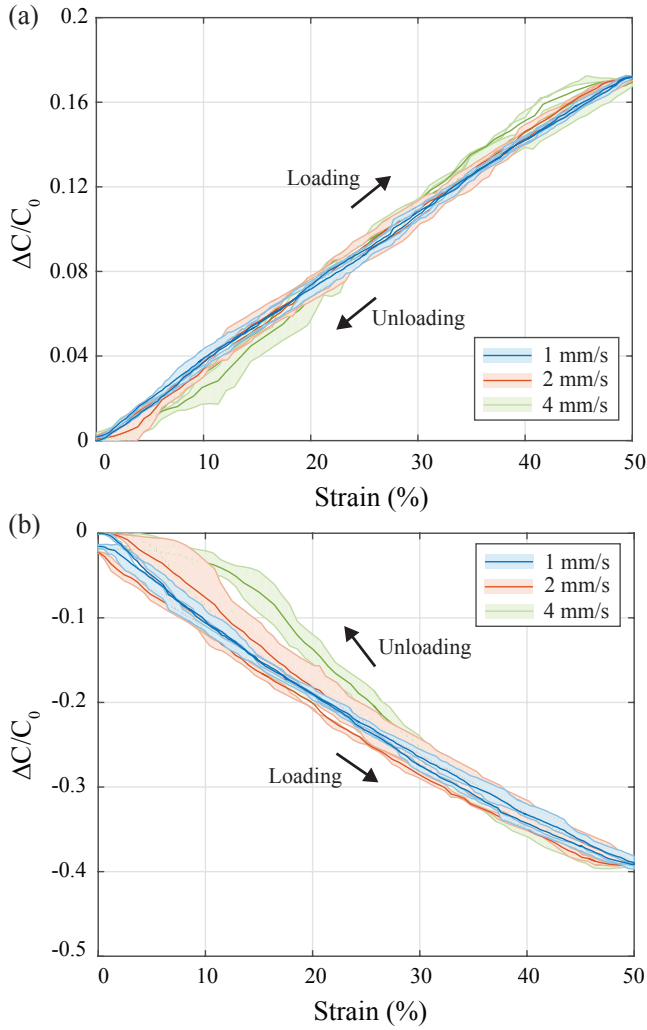 (a)
0.2
0.16
0.12
0.08
0.04
0
ΔC/C0
Loading
Unloading
1 mm/s
2 mm/s
4 mm/s
0 10 20 30 40 50
Strain (%)
(b)
0
-0.1
-0.2
-0.3
-0.4
-0.5
ΔC/C0
1 mm/s
2 mm/s
4 mm/s
Unloading
Loading
0 10 20 30 40 50
Strain (%)